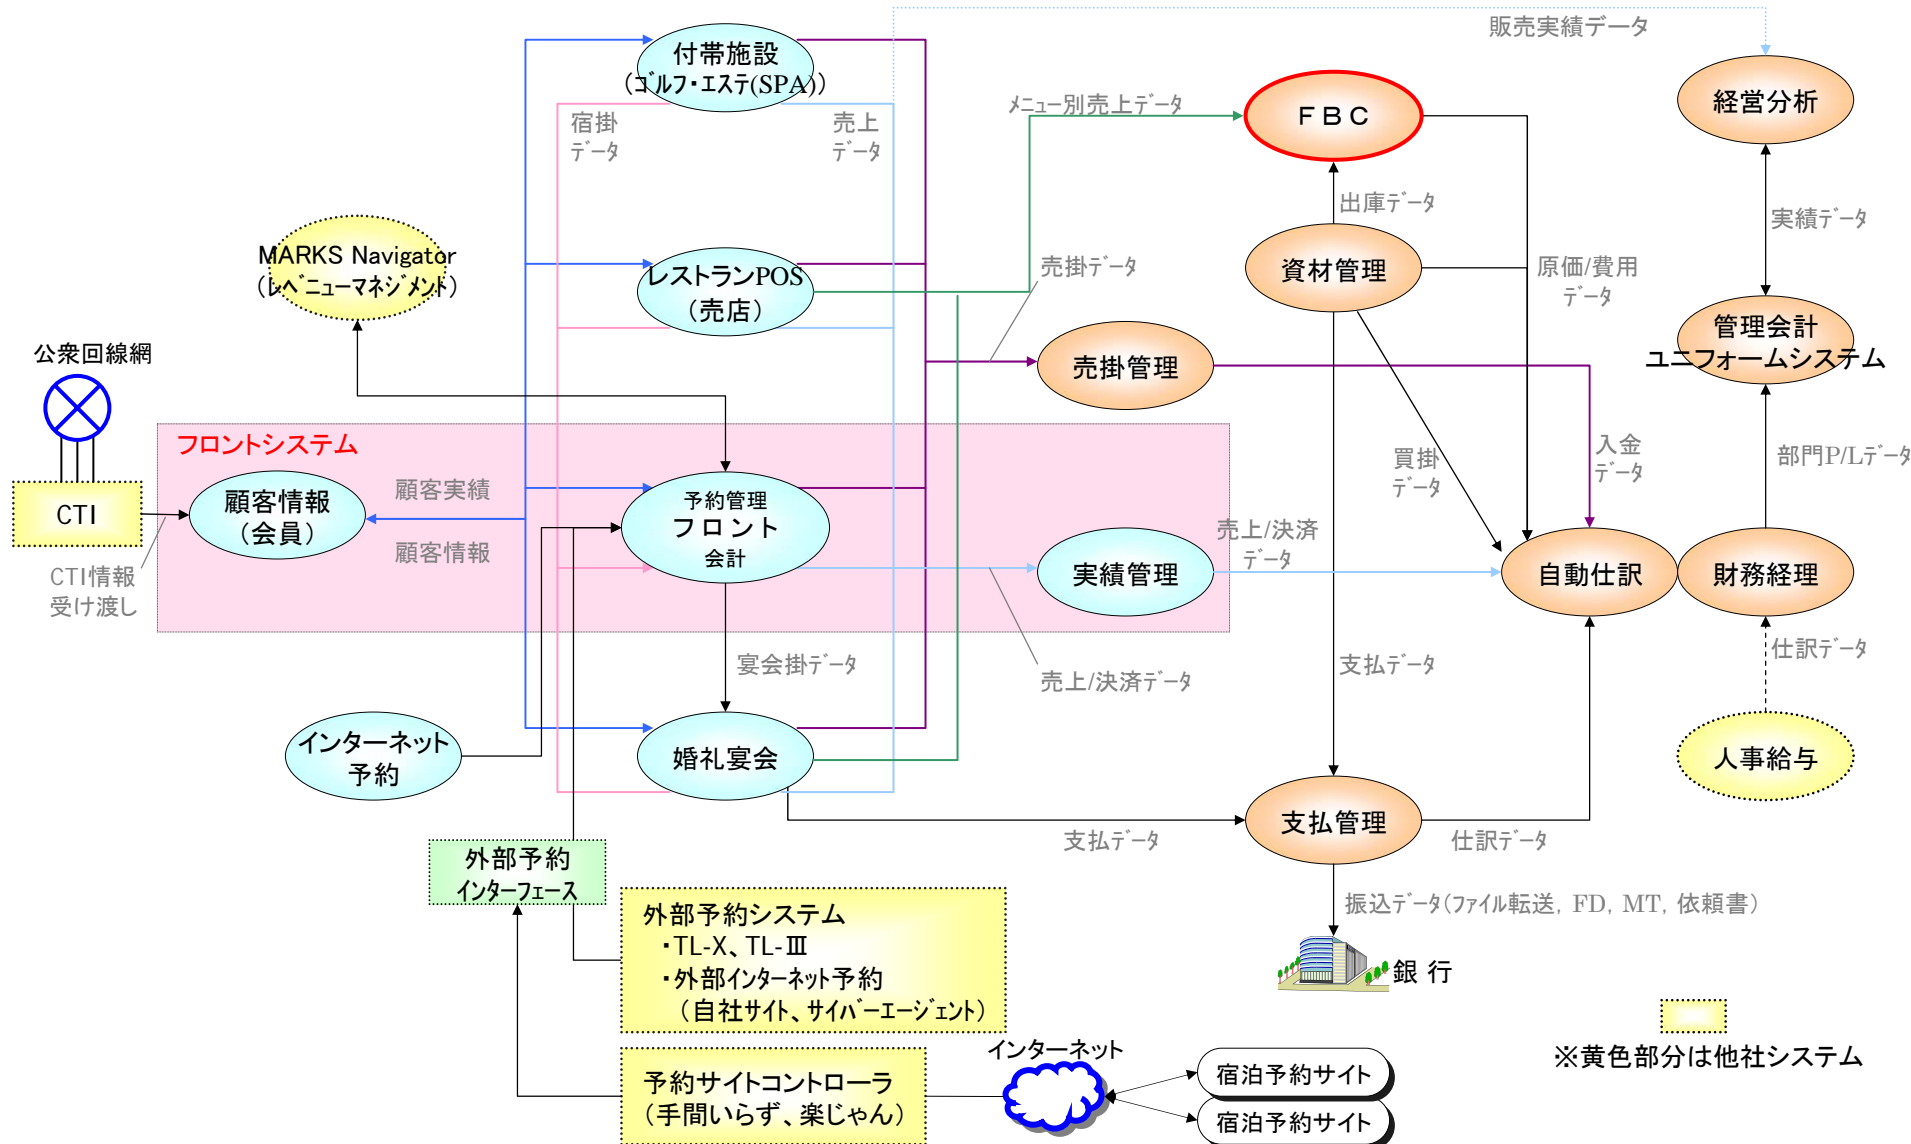 販売実績データ
付帯施設
(ゴルフ・エステ(SPA))
経営分析
メニュー別売上データ
FBC
宿掛
データ
売上
データ
出庫データ
実績データ
MARKS Navigator
(レベニューマネジメント)
レストランPOS
(売店)
売掛データ
資材管理
原価/費用
データ
管理会計
ユニフォームシステム
公衆回線網
売掛管理
フロントシステム
入金
データ
買掛
データ
部門P/Lデータ
CTI
顧客情報
(会員)
顧客実績
顧客情報
予約管理
フロント
会計
売上/決済
データ
実績管理
自動仕訳
財務経理
CTI情報
受け渡し
宴会掛データ
売上/決済データ
支払データ
仕訳データ
インターネット
予約
婚礼宴会
人事給与
支払管理
支払データ
仕訳データ
外部予約
インターフェース
外部予約システム
・TL-X、TL-Ⅲ
・外部インターネット予約
(自社サイト、サイバーエージェント)
振込データ(ファイル転送, FD, MT, 依頼書)
銀 行
※黄色部分は他社システム
インターネット
予約サイトコントローラ
(手間いらず、楽じゃん)
宿泊予約サイト
宿泊予約サイト